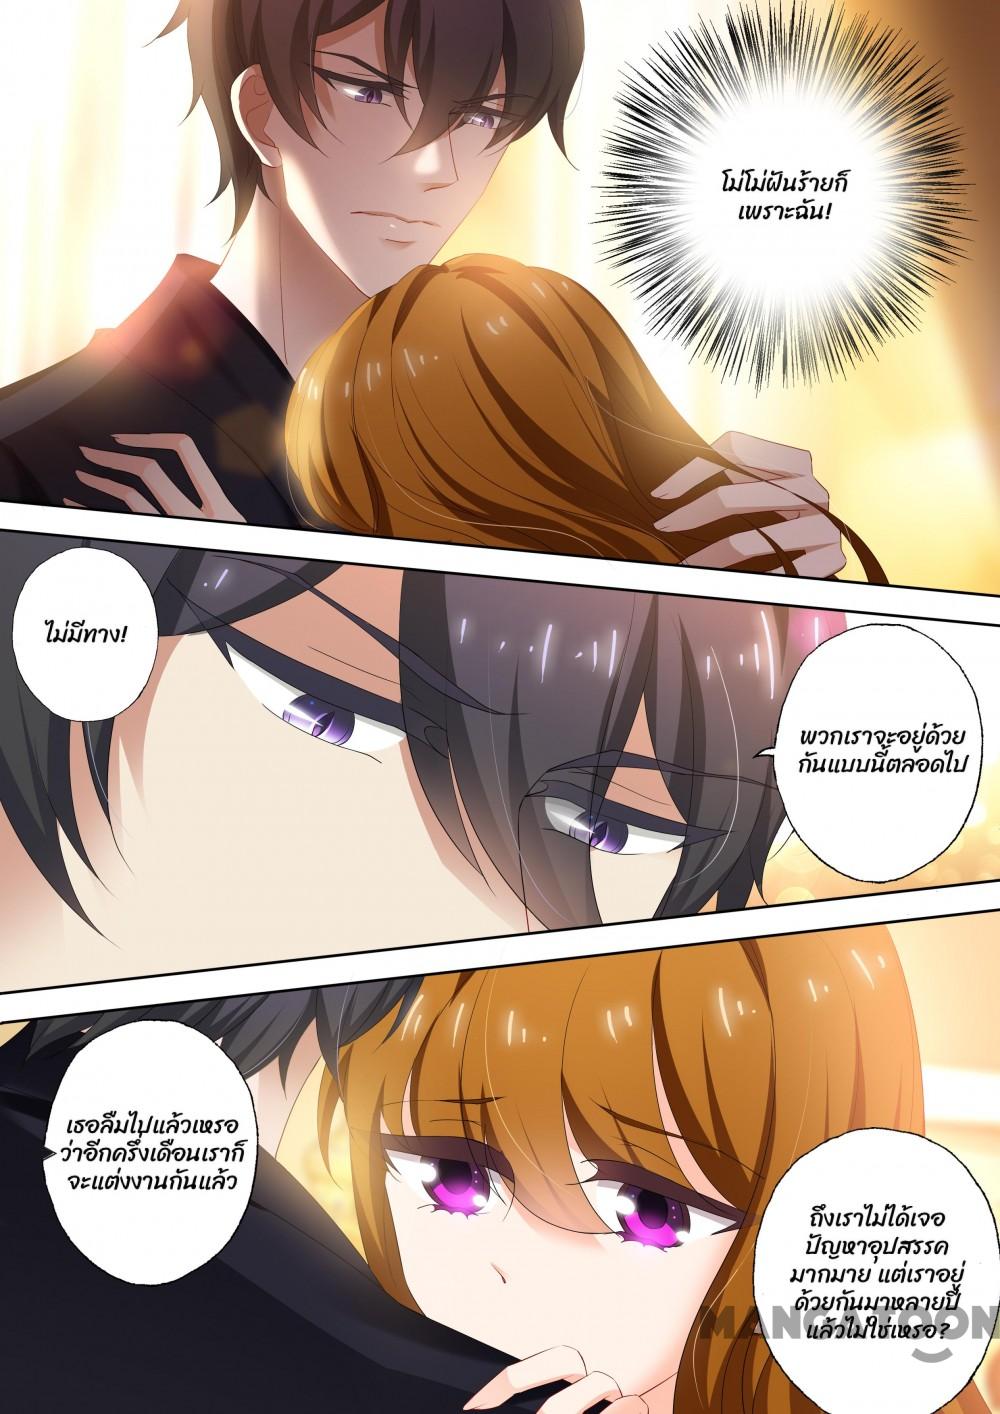 โม่โม่ฝันร้ายก็
เพราะฉัน!
ไม่มีทาง!
พวกเราจะอยู่ด้วย
กันแบบนี้ตลอดไป
เธอลืมไปแล้วเหรอ
ว่าอีกครึ่งเดือนเราก็
จะแต่งงานกันแล้ว
ถึงเราไม่ได้เจอ
ปัญหาอุปสรรค
มากมาย แต่เราอยู่
ด้วยกันมาหลายปี
แล้วไม่ใช่เหรอ?
MANGATOON